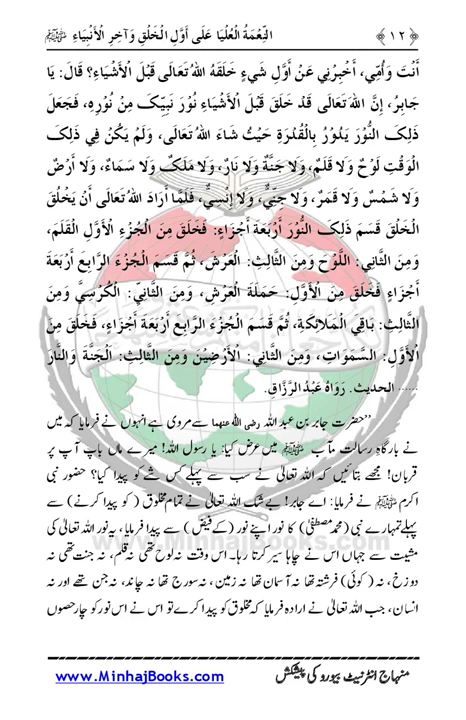 ﴿١٢﴾ النِّعْمَةُ الْعُلْيَا عَلَى أَوَّلِ الْخَلْقِ وَآخِرِ الْأَنْبِيَاءِ ﷺ
أَنْتَ وَأُمِّي، أَخْبِرْنِي عَنْ أَوَّلِ شَيْءٍ خَلَقَهُ اللهُ تَعَالَى قَبْلَ الْأَشْيَاءِ؟ قَالَ: يَا
جَابِرُ، إِنَّ اللهَ تَعَالَى قَدْ خَلَقَ قَبْلَ الْأَشْيَاءِ نُوْرَ نَبِيِّكَ مِنْ نُوْرِهِ، فَجَعَلَ
ذَلِكَ النُّوْرَ يَدُوْرُ بِالْقُدْرَةِ حَيْثُ شَاءَ اللهُ تَعَالَى، وَلَمْ يَكُنْ فِي ذَلِكَ
الْوَقْتِ لَوْحٌ وَلَا قَلَمٌ، وَلَا جَنَّةٌ وَلَا نَارٌ، وَلَا مَلَكٌ وَلَا سَمَاءٌ، وَلَا أَرْضٌ
وَلَا شَمْسٌ وَلَا قَمَرٌ، وَلَا جِنِّيٌّ، وَلَا إِنْسِيٌّ، فَلَمَّا أَرَادَ اللهُ تَعَالَى أَنْ يَخْلُقَ
الْخَلْقَ قَسَمَ ذَلِكَ النُّوْرَ أَرْبَعَةَ أَجْزَاءٍ: فَخَلَقَ مِنَ الْجُزْءِ الْأَوَّلِ الْقَلَمَ،
وَمِنَ الثَّانِي: اللَّوْحَ وَمِنَ الثَّالِثِ: الْعَرْشَ، ثُمَّ قَسَمَ الْجُزْءَ الرَّابِعَ أَرْبَعَةَ
أَجْزَاءٍ فَخَلَقَ مِنَ الْأَوَّلِ: حَمَلَةَ الْعَرْشِ، وَمِنَ الثَّانِي: الْكُرْسِيَّ وَمِنَ
الثَّالِثِ: بَاقِي الْمَلَائِكَةِ، ثُمَّ قَسَمَ الْجُزْءَ الرَّابِعَ أَرْبَعَةَ أَجْزَاءٍ، فَخَلَقَ مِنَ
الْأَوَّلِ: السَّمَوَاتِ، وَمِنَ الثَّانِي: الْأَرْضِيْنَ وَمِنَ الثَّالِثِ: الْجَنَّةَ وَالنَّارَ
...... الحديث. رَوَاهُ عَبْدُ الرَّزَّاقِ.
’’حضرت جابر بن عبد اللہ رضی اللہ عنہما سے مروی ہے انہوں نے فرمایا کہ میں
نے بارگاہِ رسالت مآب ﷺ میں عرض کیا: یا رسول اللہ! میرے ماں باپ آپ پر
قربان! مجھے بتائیں کہ اللہ تعالیٰ نے سب سے پہلے کس شے کو پیدا کیا؟ حضور نبی
اکرم ﷺ نے فرمایا: اے جابر! بے شک اللہ تعالیٰ نے تمام مخلوق (کو پیدا کرنے) سے
پہلے تمہارے نبی (محمد مصطفیٰ) کا نور اپنے نور (کے فیض) سے پیدا فرمایا، یہ نور اللہ تعالیٰ کی
مشیت سے جہاں اس نے چاہا سیر کرتا رہا۔ اس وقت نہ لوح تھی نہ قلم، نہ جنت تھی نہ
دوزخ، نہ (کوئی) فرشتہ تھا نہ آسمان تھا نہ زمین، نہ سورج تھا نہ چاند، نہ جن تھے اور نہ
انسان، جب اللہ تعالیٰ نے ارادہ فرمایا کہ مخلوق کو پیدا کرے تو اس نے اس نور کو چار حصوں
www.MinhajBooks.com
منہاج انٹرنیٹ بیورو کی پیشکش www.MinhajBooks.com